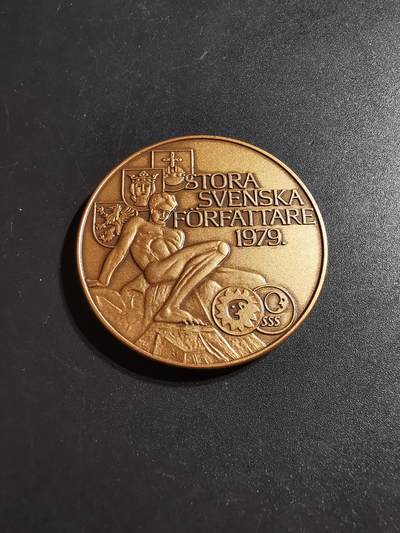 STORA
SVENSKA
FÖRFATTARE
1979.
SSS